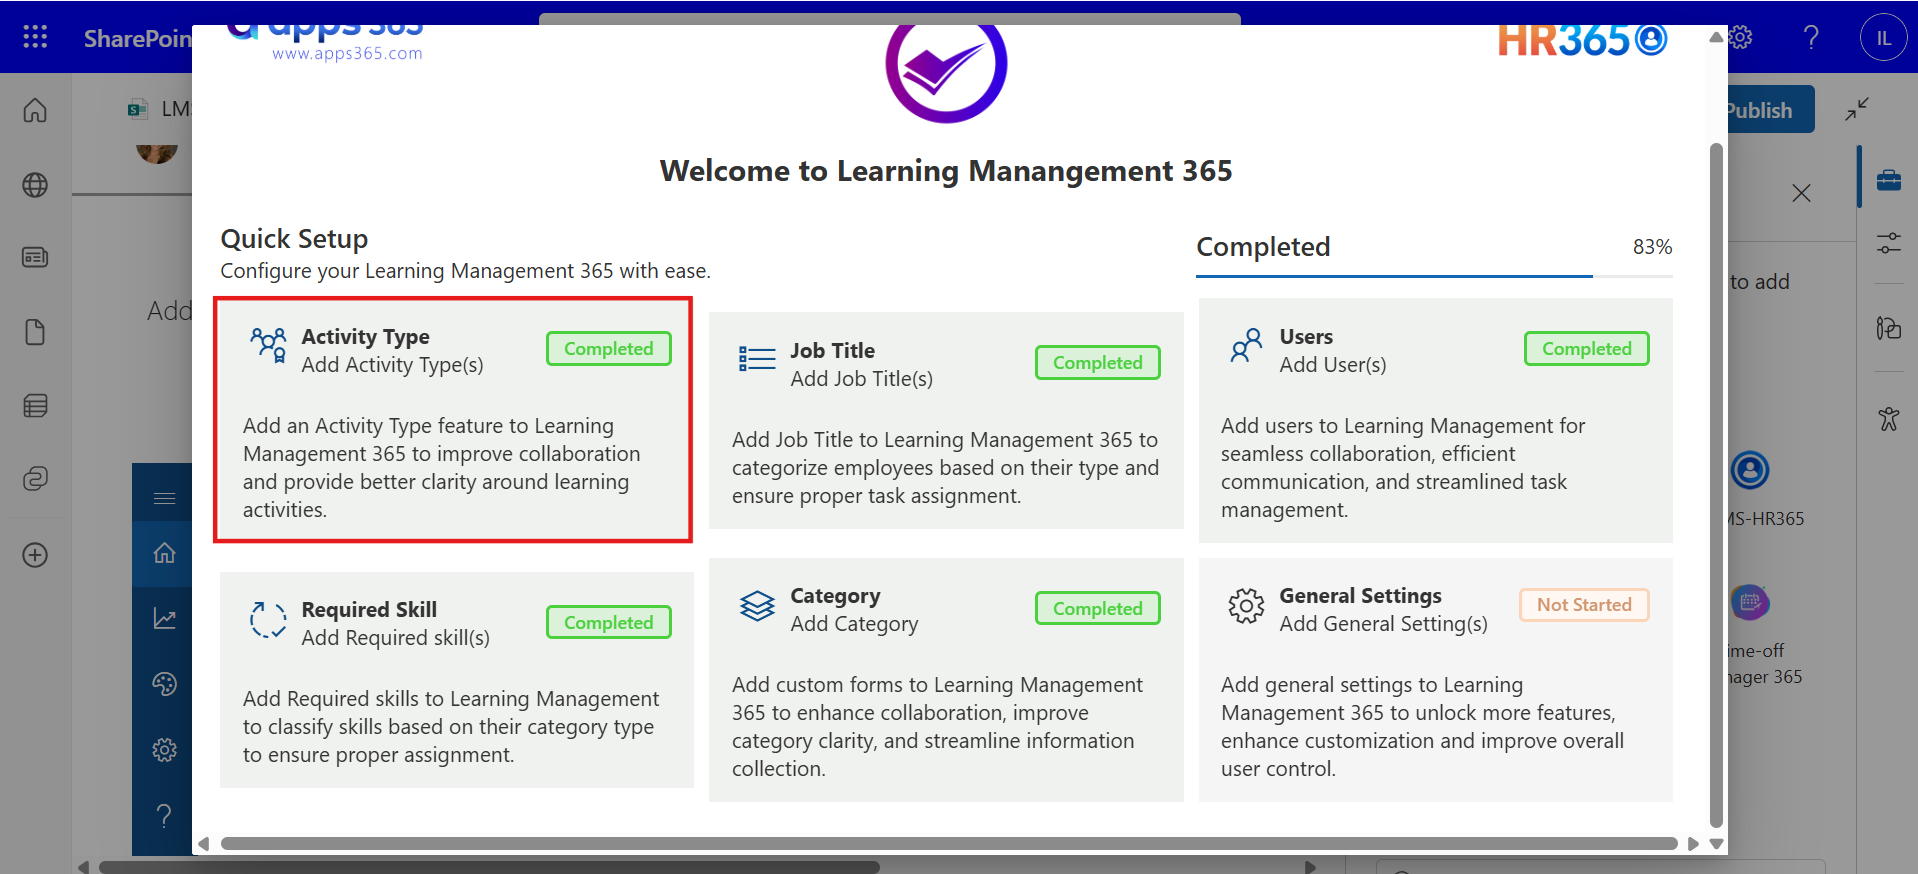 SharePoin
apps 365
www.apps365.com
HR365
IL
LM
Publish
Welcome to Learning Manangement 365
Quick Setup
Configure your Learning Management 365 with ease.
Completed
83%
to add
Add
Activity Type
Add Activity Type(s)
Completed
Add an Activity Type feature to Learning
Management 365 to improve collaboration
and provide better clarity around learning
activities.
Job Title
Add Job Title(s)
Completed
Add Job Title to Learning Management 365 to
categorize employees based on their type and
ensure proper task assignment.
Users
Add User(s)
Completed
Add users to Learning Management for
seamless collaboration, efficient
communication, and streamlined task
management.
MS-HR365
Required Skill
Add Required skill(s)
Completed
Add Required skills to Learning Management
to classify skills based on their category type
to ensure proper assignment.
Category
Add Category
Completed
Add custom forms to Learning Management
365 to enhance collaboration, improve
category clarity, and streamline information
collection.
General Settings
Add General Setting(s)
Not Started
Add general settings to Learning
Management 365 to unlock more features,
enhance customization and improve overall
user control.
ime-off
nager 365